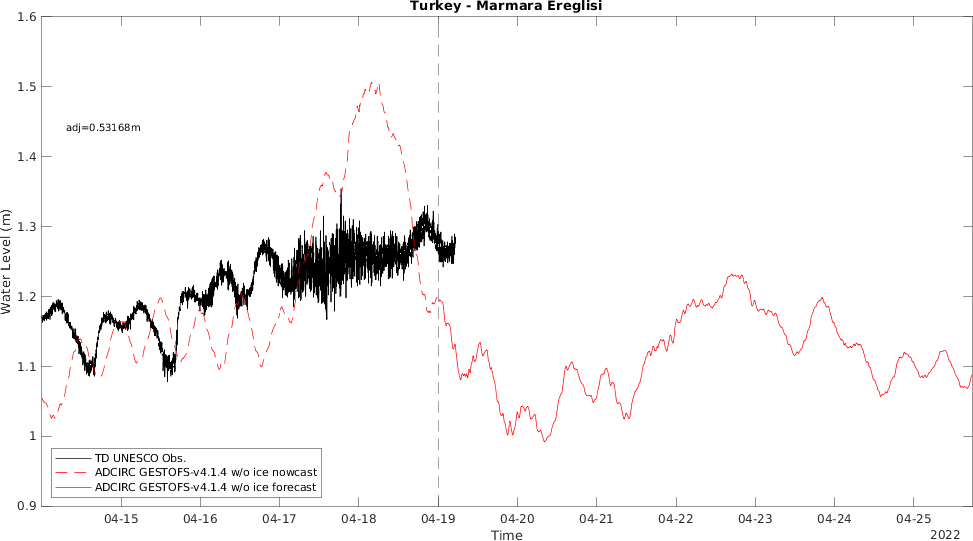 Turkey - Marmara Ereglisi
1.6
1.5
1.4
1.3
1.2
1.1
1
0.9
Water Level (m)
adj=0.53168m
TD UNESCO Obs.
ADCIRC GESTOFS-v4.1.4 w/o ice nowcast
ADCIRC GESTOFS-v4.1.4 w/o ice forecast
04-15 04-16 04-17 04-18 04-19 04-20 04-21 04-22 04-23 04-24 04-25
Time
2022